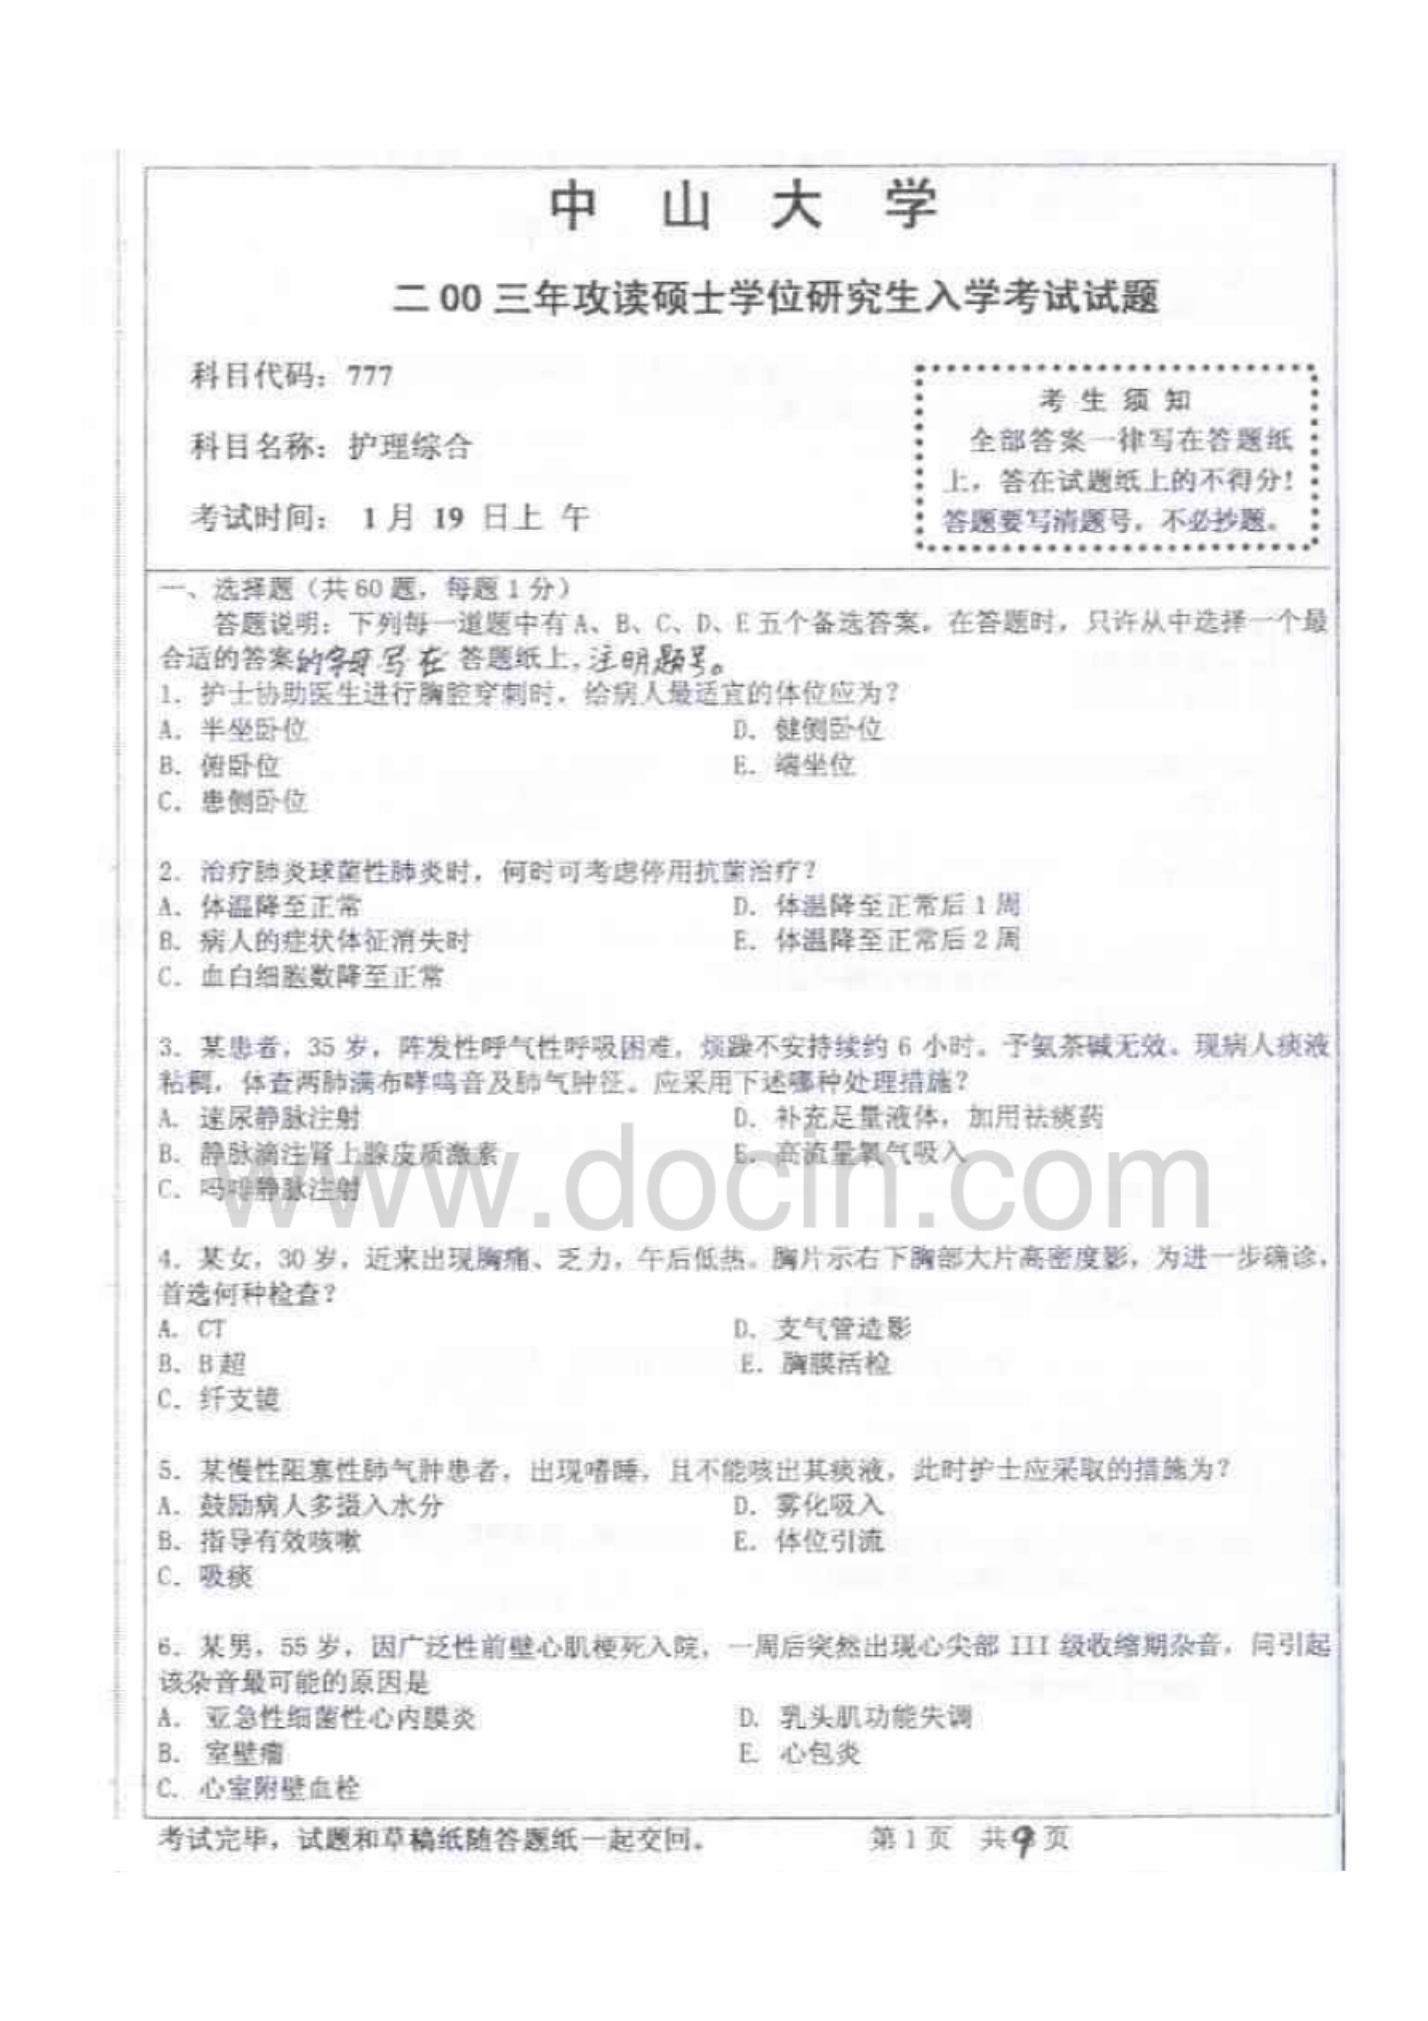 中 山 大 学
二00三年攻读硕士学位研究生入学考试试题
科目代码：777
科目名称：护理综合
考试时间： 1月 19 日上 午
考 生 须 知
全部答案一律写在答题纸
上，答在试题纸上的不得分！
答题要写清题号，不必抄题。
一、选择题（共60题，每题1分）
答题说明：下列每一道题中有A、B、C、D、E五个备选答案。在答题时，只许从中选择一个最
合适的答案的字母写在答题纸上，注明题号。
1．护士协助医生进行胸腔穿刺时，给病人最适宜的体位应为？
A．半坐卧位 D．健侧卧位
B．俯卧位 E．端坐位
C．患侧卧位
2．治疗肺炎球菌性肺炎时，何时可考虑停用抗菌治疗？
A．体温降至正常 D．体温降至正常后1周
B．病人的症状体征消失时 E．体温降至正常后2周
C．血白细胞数降至正常
3．某患者，35岁，阵发性呼气性呼吸困难，烦躁不安持续约6小时。予氨茶碱无效。现病人痰液
粘稠，体查两肺满布哮鸣音及肺气肿征。应采用下述哪种处理措施？
A．速尿静脉注射 D．补充足量液体，加用祛痰药
B．静脉滴注肾上腺皮质激素 E．高流量氧气吸入
C．吗啡静脉注射
www.docin.com
4．某女，30岁，近来出现胸痛、乏力，午后低热。胸片示右下胸部大片高密度影，为进一步确诊，
首选何种检查？
A．CT D．支气管造影
B．B超 E．胸膜活检
C．纤支镜
5．某慢性阻塞性肺气肿患者，出现嗜睡，且不能咳出其痰液，此时护士应采取的措施为？
A．鼓励病人多摄入水分 D．雾化吸入
B．指导有效咳嗽 E．体位引流
C．吸痰
6．某男，55岁，因广泛性前壁心肌梗死入院，一周后突然出现心尖部III级收缩期杂音，问引起
该杂音最可能的原因是
A． 亚急性细菌性心内膜炎 D. 乳头肌功能失调
B． 室壁瘤 E. 心包炎
C．心室附壁血栓
考试完毕，试题和草稿纸随答题纸一起交回。 第1页 共9页